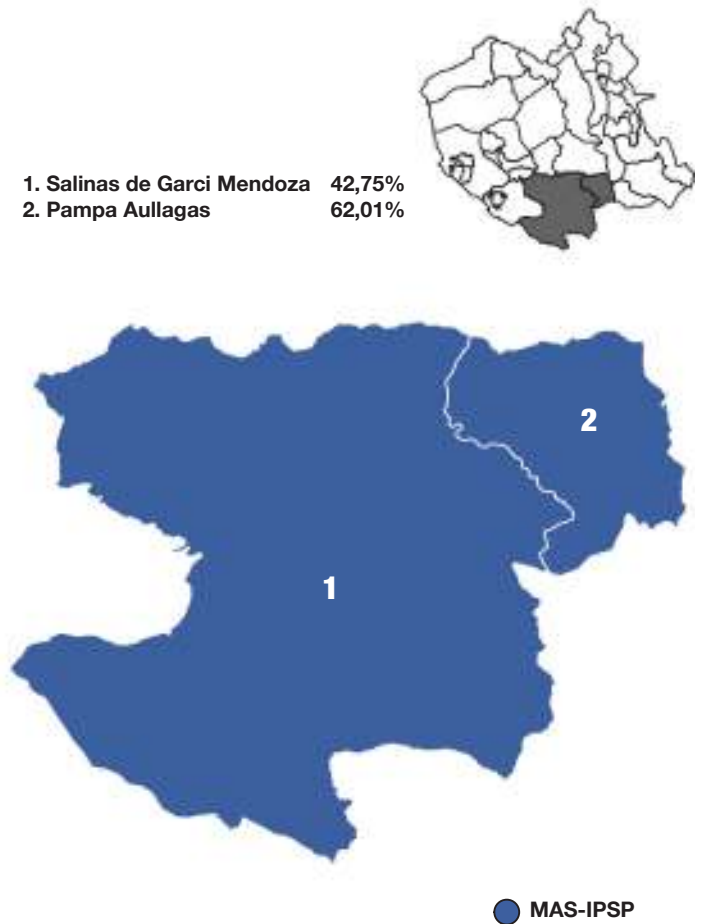 1. Salinas de Garci Mendoza 42,75%
2. Pampa Aullagas 62,01%
2
1
MAS-IPSP